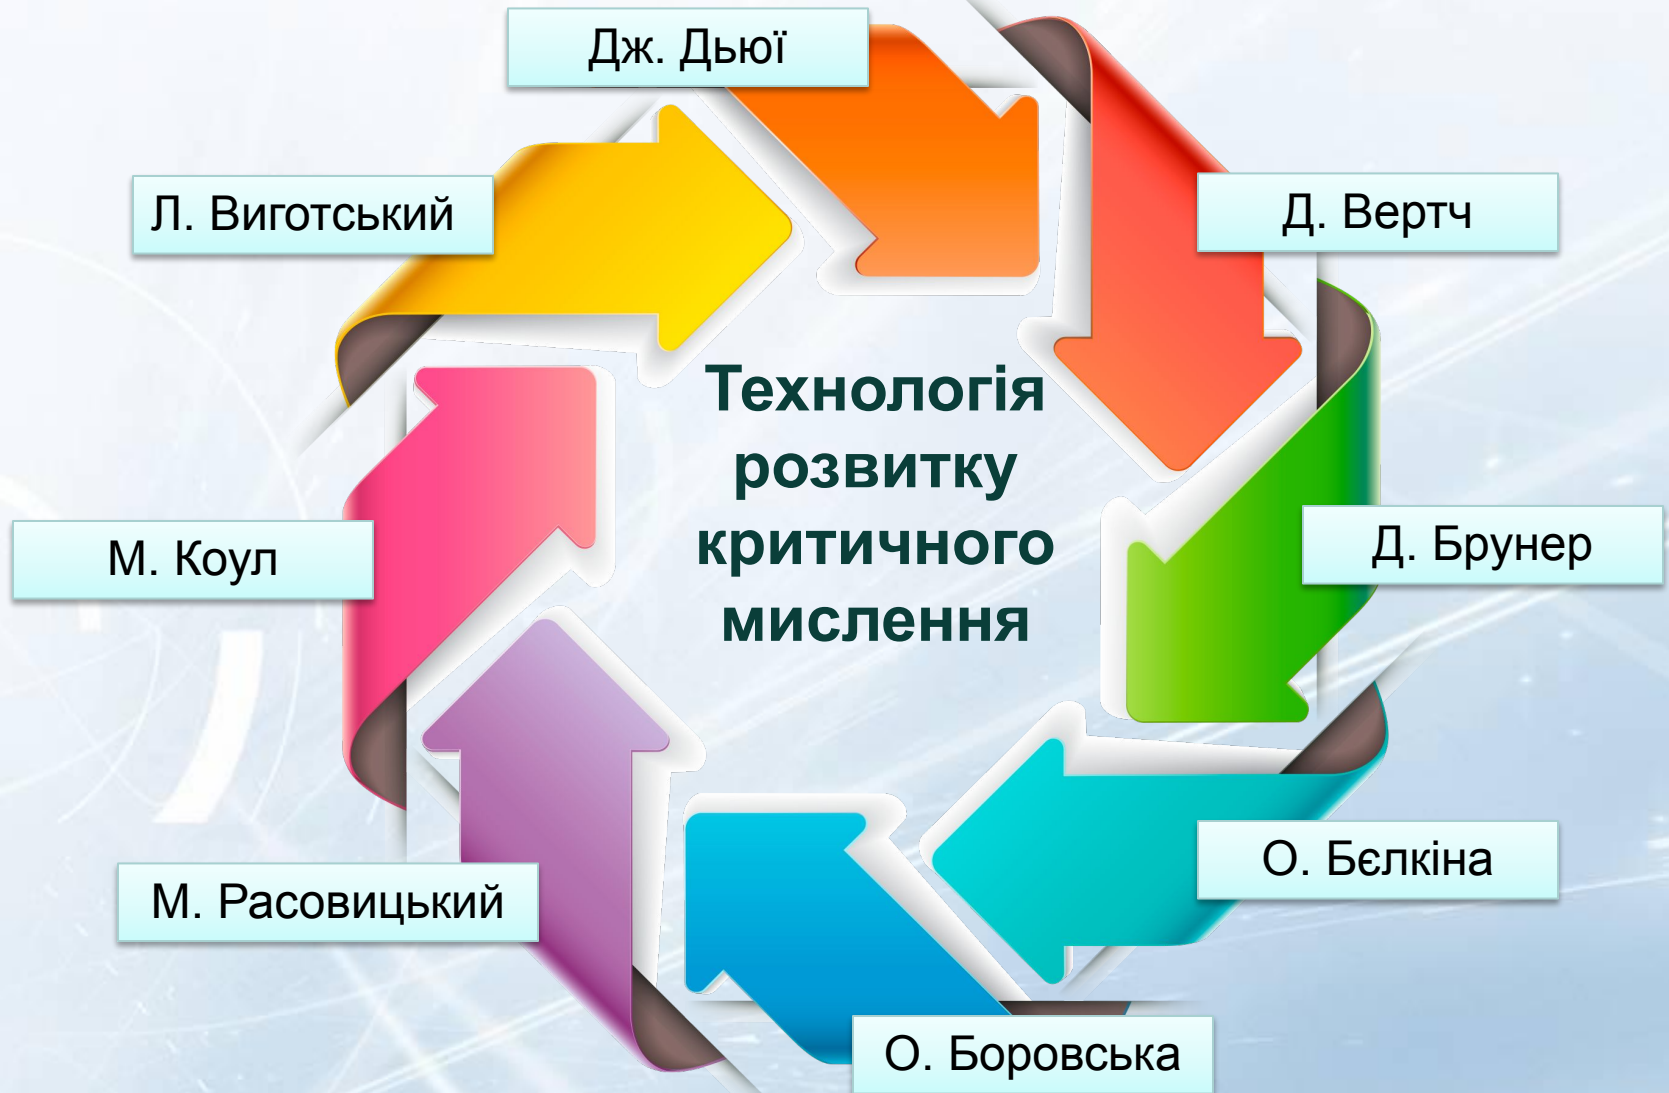 Дж. Дьюї
Л. Виготський
Д. Вертч
Технологія
розвитку
критичного
мислення
М. Коул
Д. Брунер
О. Бєлкіна
М. Расовицький
О. Боровська